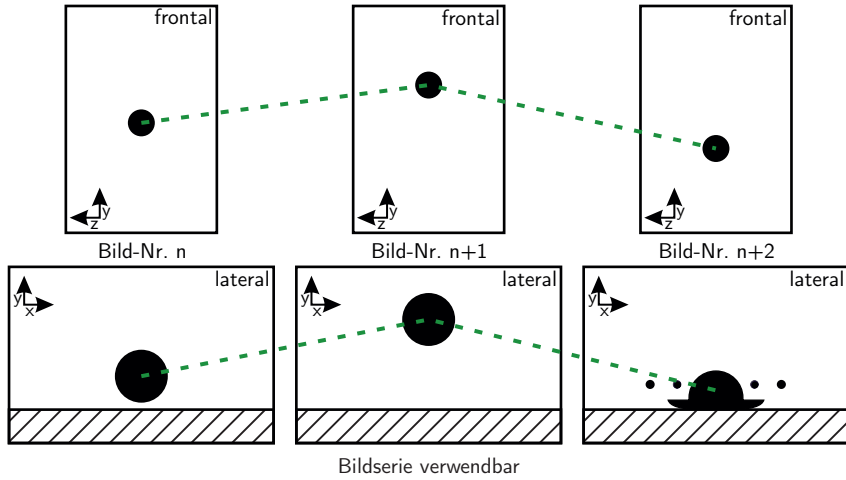 frontal
frontal
frontal
y
z
y
z
y
z
Bild-Nr. n
Bild-Nr. n+1
Bild-Nr. n+2
lateral
lateral
lateral
y
x
y
x
y
x
Bildserie verwendbar